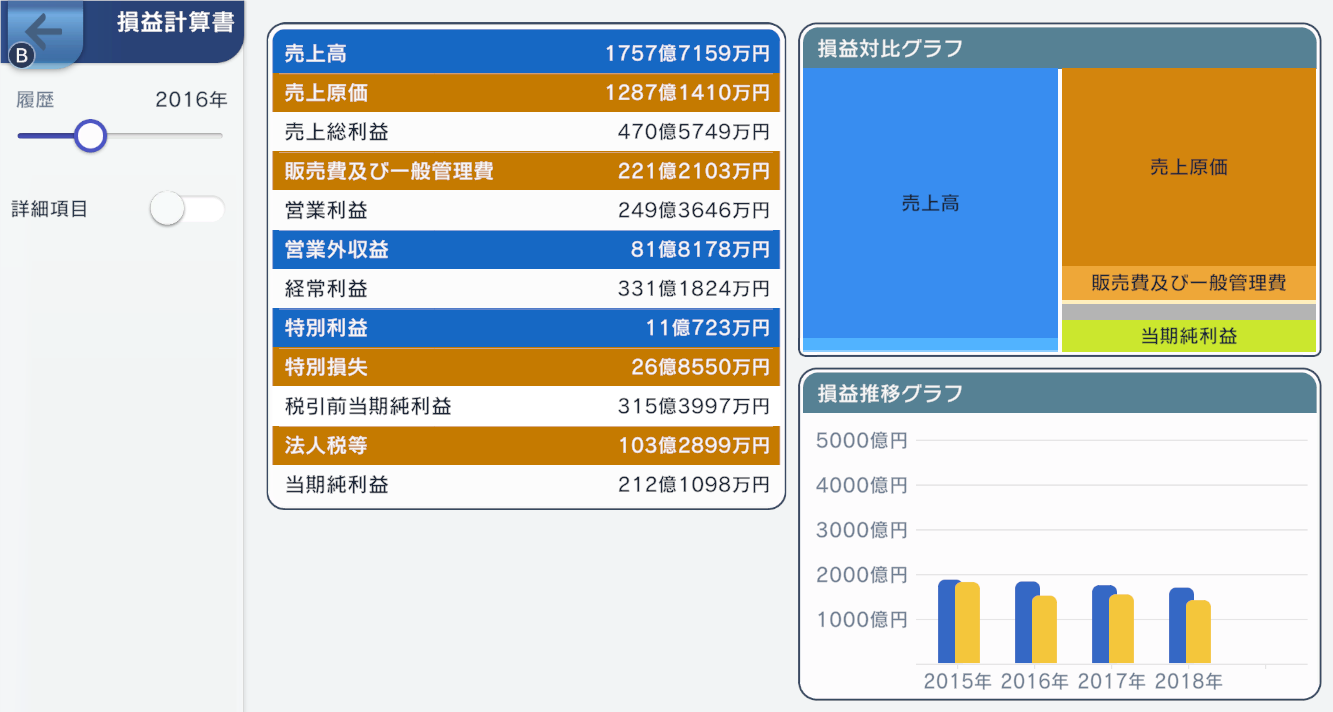 損益計算書
B
履歴 2016年
詳細項目
売上高 1757億7159万円
売上原価 1287億1410万円
売上総利益 470億5749万円
販売費及び一般管理費 221億2103万円
営業利益 249億3646万円
営業外収益 81億8178万円
経常利益 331億1824万円
特別利益 11億723万円
特別損失 26億8550万円
税引前当期純利益 315億3997万円
法人税等 103億2899万円
当期純利益 212億1098万円
損益対比グラフ
売上高
売上原価
販売費及び一般管理費
当期純利益
損益推移グラフ
5000億円
4000億円
3000億円
2000億円
1000億円
2015年 2016年 2017年 2018年